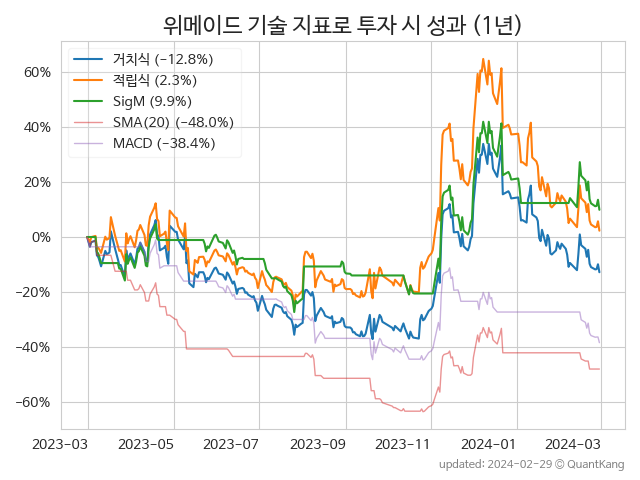 위메이드 기술 지표로 투자 시 성과 (1년)
거치식 (−12.8%)
적립식 (2.3%)
SigM (9.9%)
SMA(20) (−48.0%)
MACD (−38.4%)
60%
40%
20%
0%
−20%
−40%
−60%
2023-03 2023-05 2023-07 2023-09 2023-11 2024-01 2024-03
updated: 2024-02-29 © QuantKang